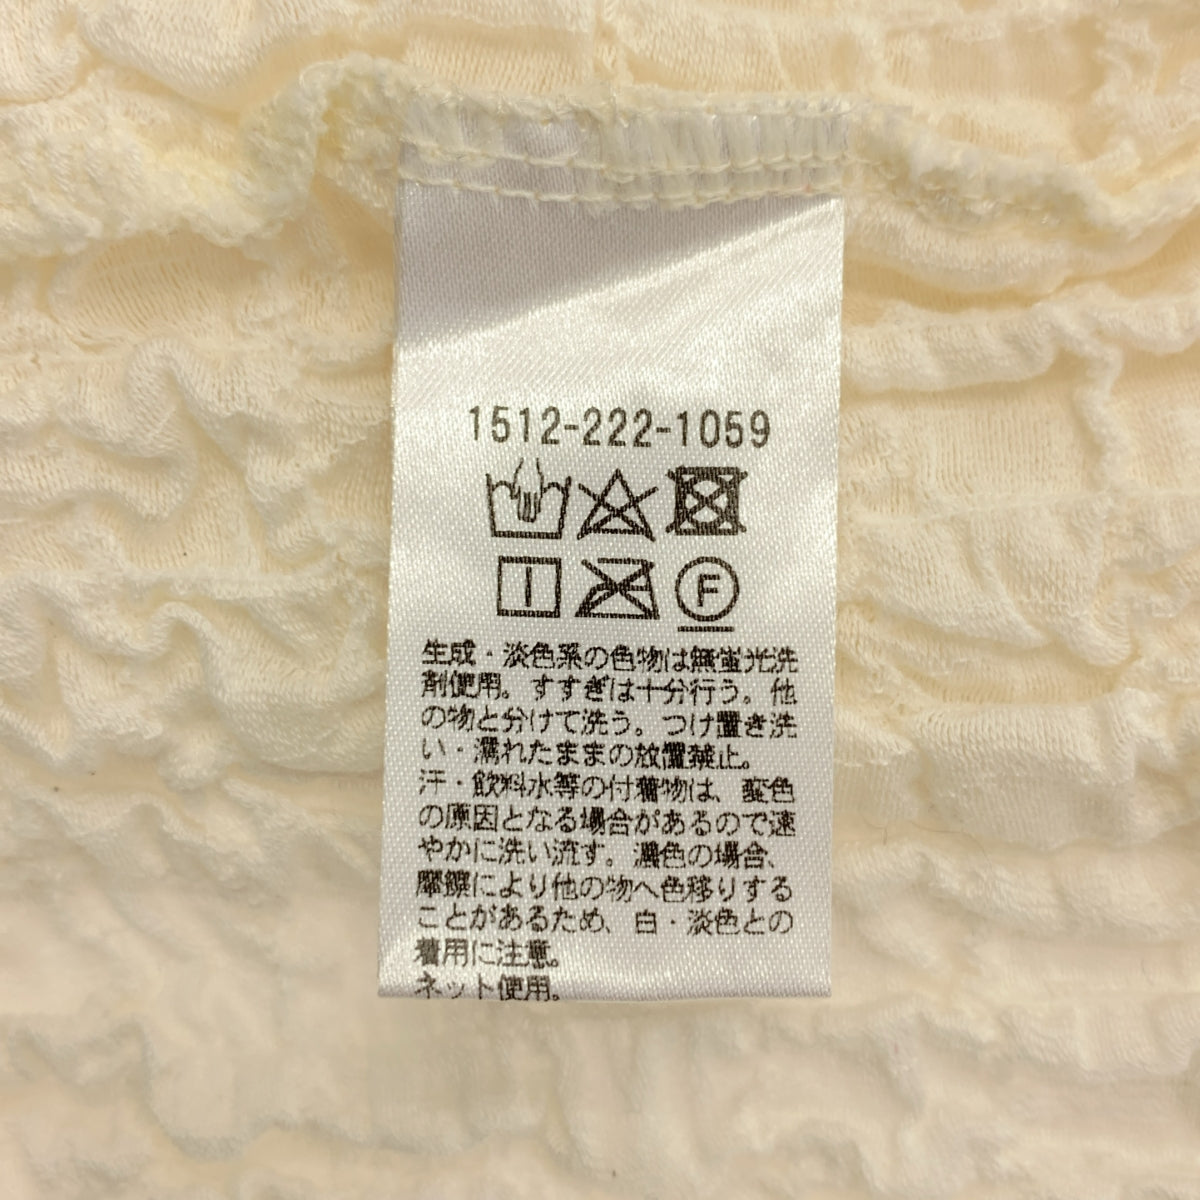 1512-222-1059
F
生成・淡色系の色物は無蛍光洗
剤使用。すすぎは十分行う。他
の物と分けて洗う。つけ置き洗
い・濡れたままの放置禁止。
汗・飲料水等の付着物は、変色
の原因となる場合があるので速
やかに洗い流す。濃色の場合、
摩擦により他の物へ色移りする
ことがあるため、白・淡色との
着用に注意。
ネット使用。